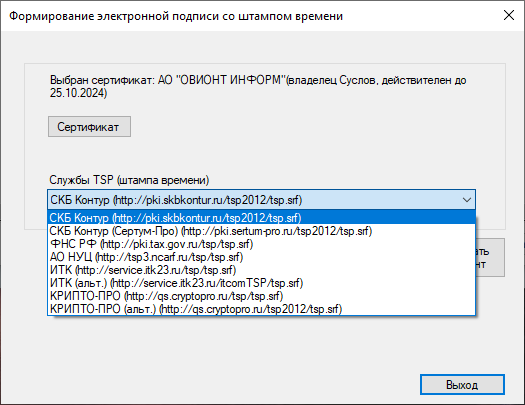 Формирование электронной подписи со штампом времени
Выбран сертификат: АО "ОВИОНТ ИНФОРМ"(владелец Суслов, действителен до
25.10.2024)
Сертификат
Службы TSP (штампа времени)
СКБ Контур (http://pki.skbkontur.ru/tsp2012/tsp.srf)
СКБ Контур (http://pki.skbkontur.ru/tsp2012/tsp.srf)
СКБ Контур (Сертум-Про) (http://pki.sertum-pro.ru/tsp2012/tsp.srf)
ФНС РФ (http://pki.tax.gov.ru/tsp/tsp.srf)
АО НУЦ (http://tsp3.ncarf.ru/tsp/tsp.srf)
ИТК (http://service.itk23.ru/tsp/tsp.srf)
ИТК (альт.) (http://service.itk23.ru/itcomTSP/tsp.srf)
КРИПТО-ПРО (http://qs.cryptopro.ru/tsp/tsp.srf)
КРИПТО-ПРО (альт.) (http://qs.cryptopro.ru/tsp2012/tsp.srf)
Выход